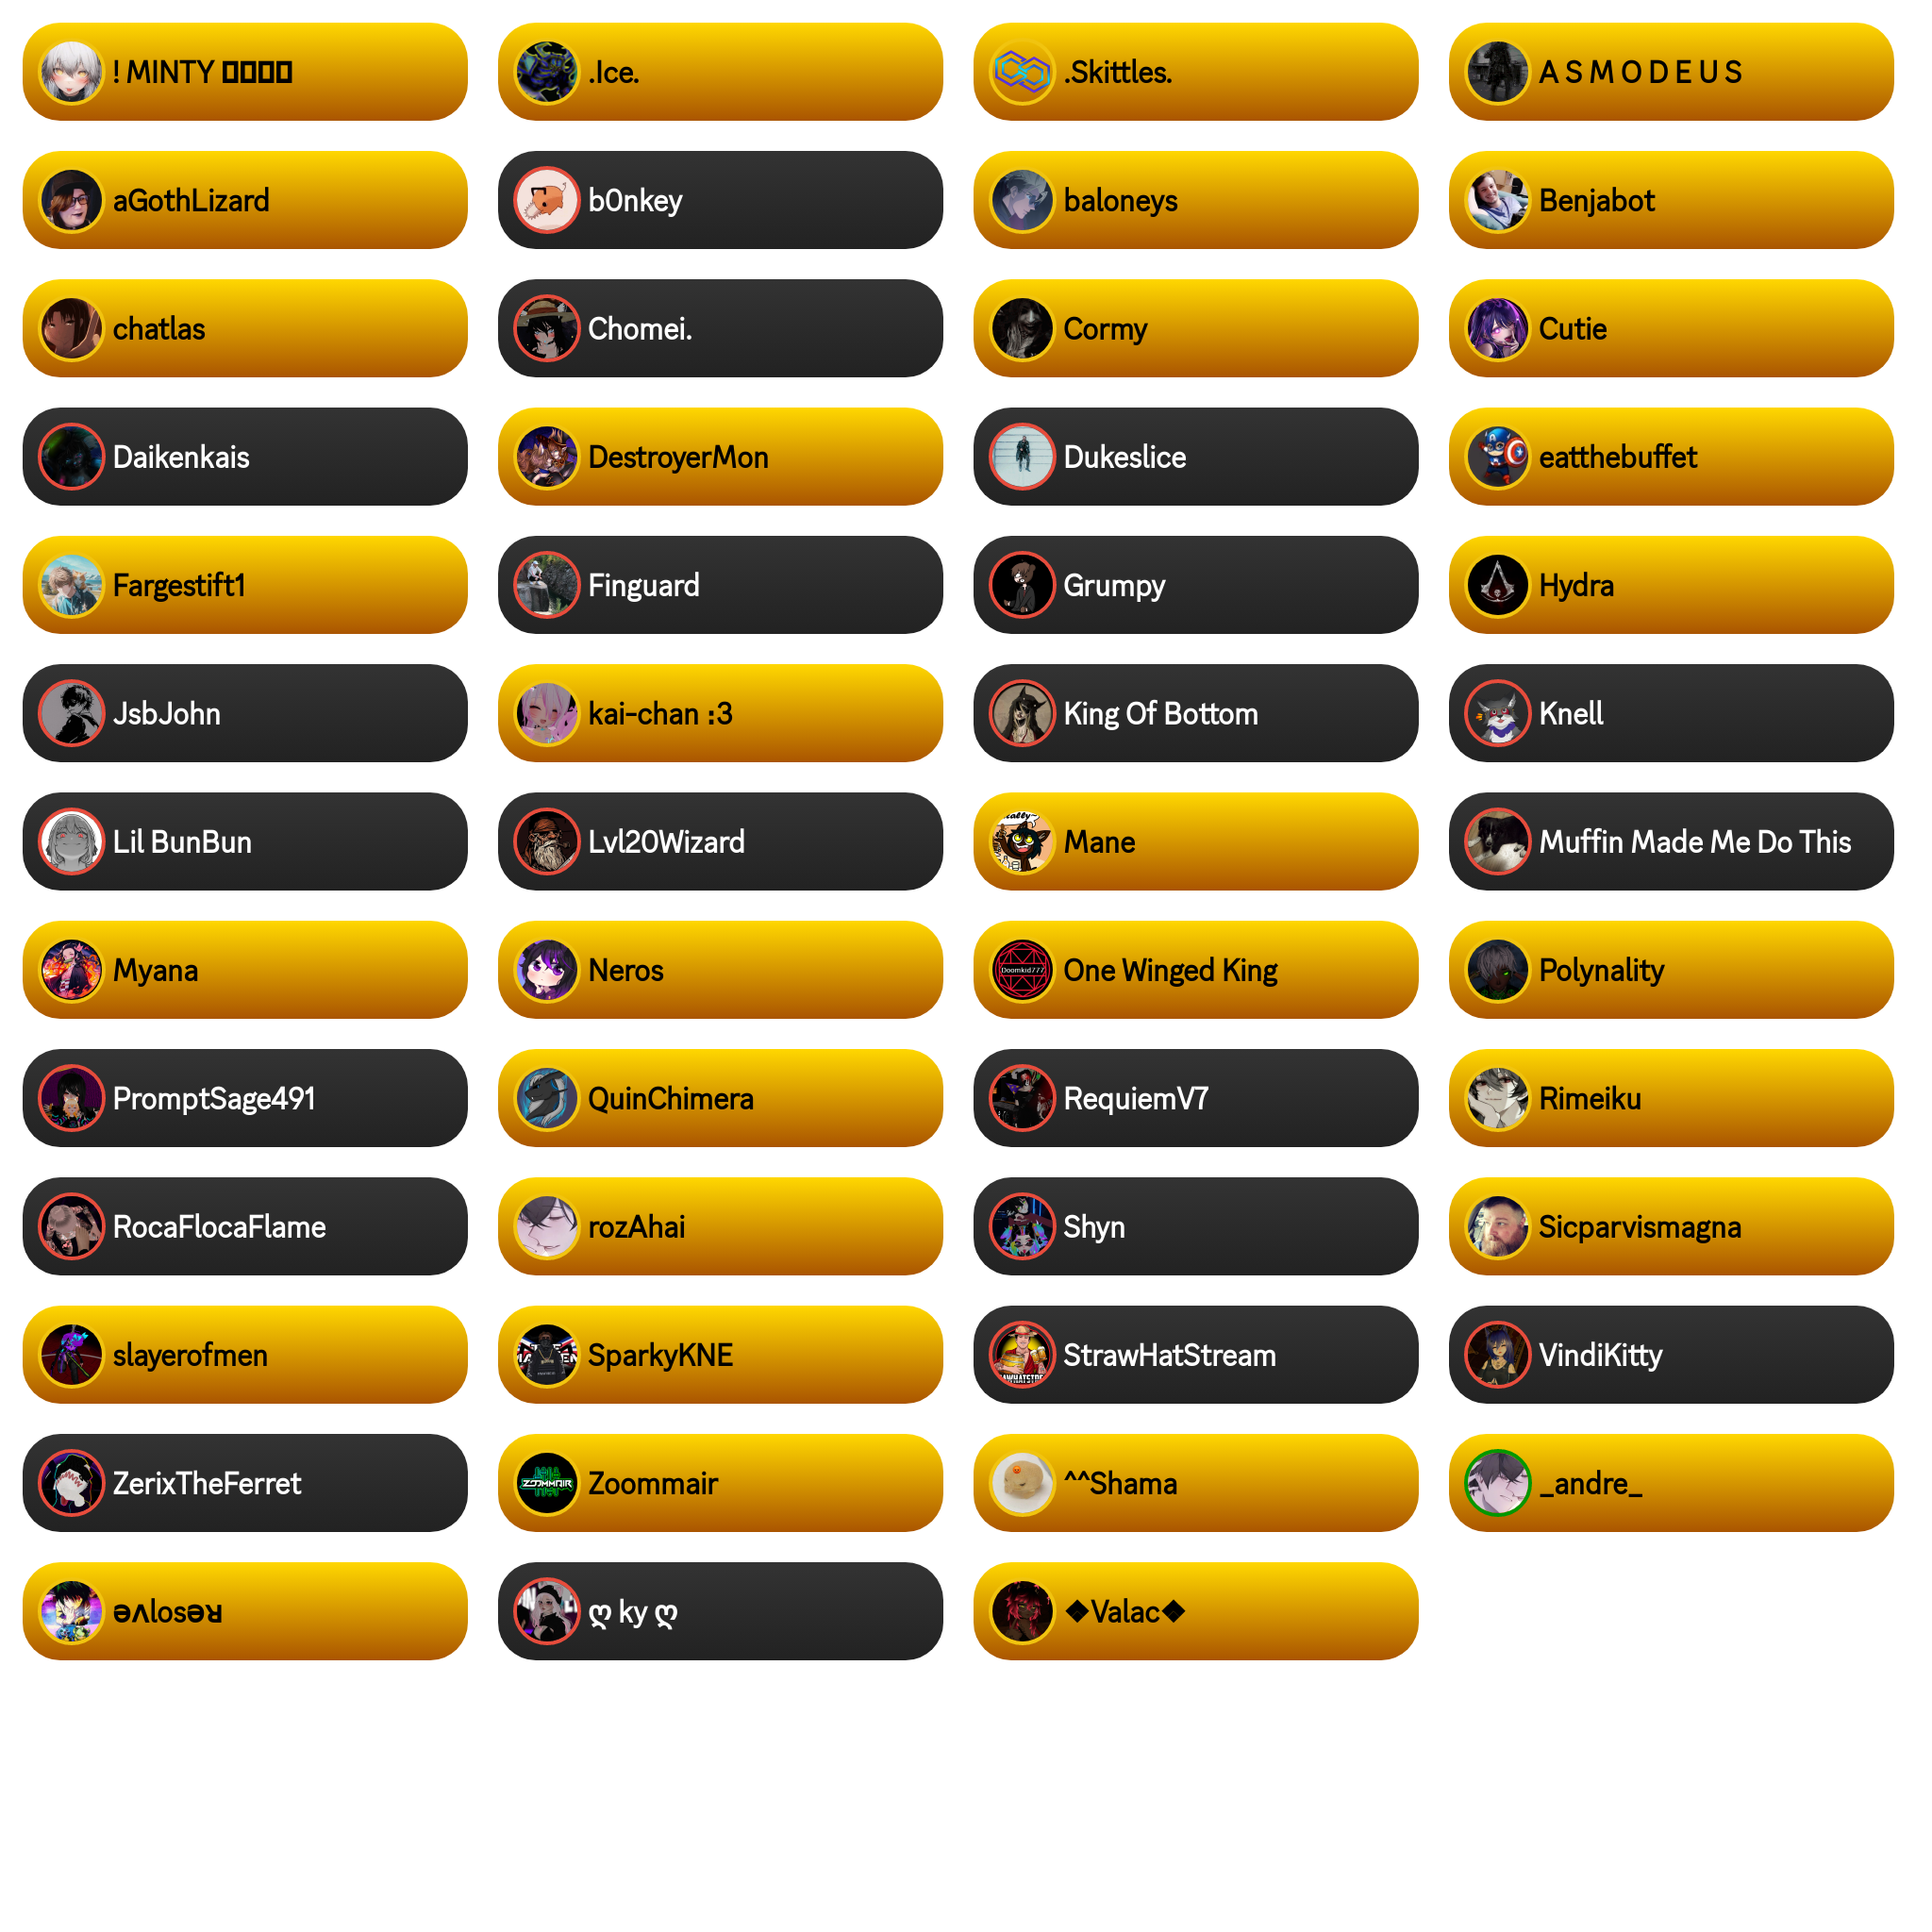 ! MINTY
.Ice.
.Skittles.
A S M O D E U S
aGothLizard
b0nkey
baloneys
Benjabot
chatlas
Chomei.
Cormy
Cutie
Daikenkais
DestroyerMon
Dukeslice
eatthebuffet
Fargestift1
Finguard
Grumpy
Hydra
JsbJohn
kai-chan :3
King Of Bottom
Knell
Lil BunBun
Lvl20Wizard
Mane
Muffin Made Me Do This
Myana
Neros
Doomkid777
One Winged King
Polynality
PromptSage491
QuinChimera
RequiemV7
Rimeiku
RocaFlocaFlame
rozAhai
Shyn
Sicparvismagna
slayerofmen
SparkyKNE
StrawHatStream
VindiKitty
ZerixTheFerret
ZOOMMAIR
Zoommair
^^Shama
_andre_
ǝʌlosǝʁ
ღ ky ღ
❖Valac❖